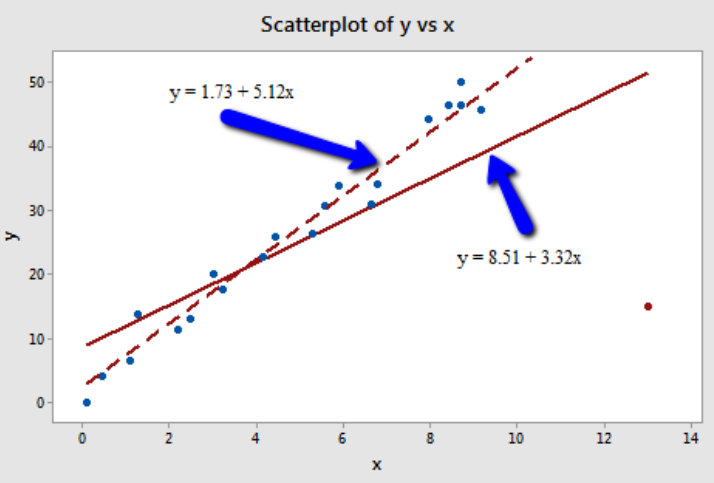 Scatterplot of y vs x
y = 1.73 + 5.12x
y = 8.51 + 3.32x
y
50
40
30
20
10
0
0 2 4 6 8 10 12 14
x